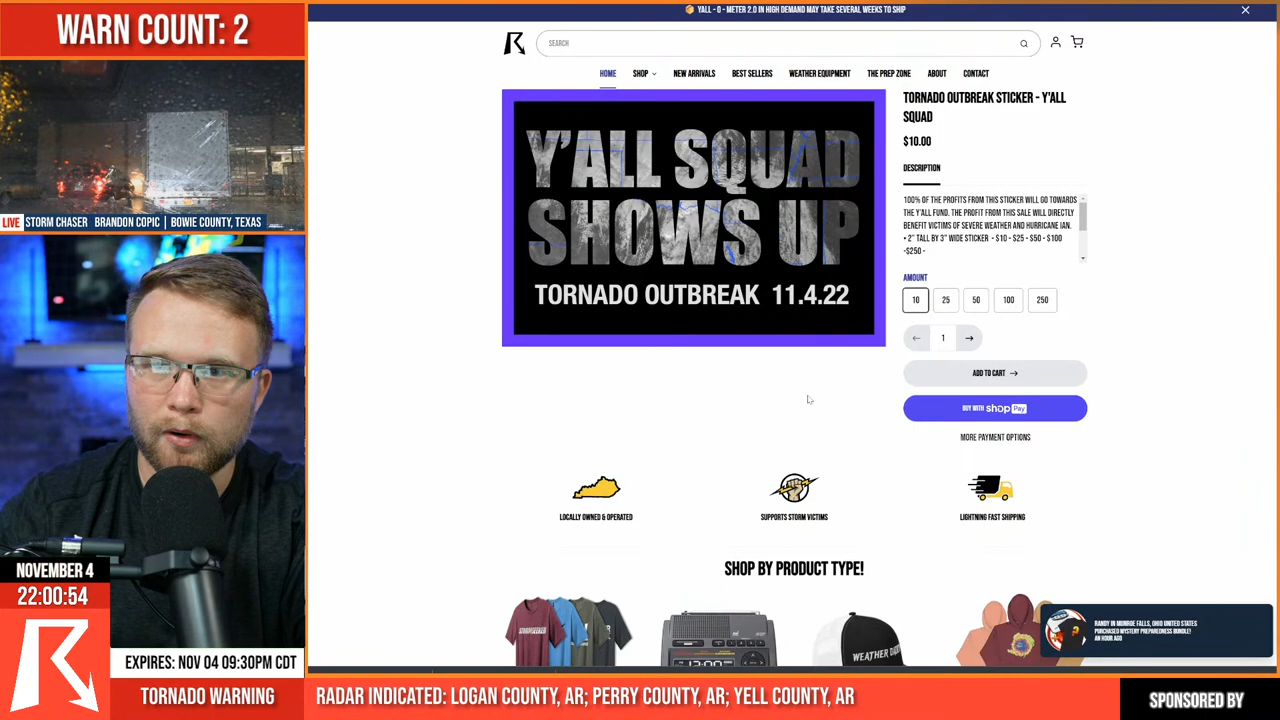 WARN COUNT: 2
LIVE STORM CHASER BRANDON COPIC | BOWIE COUNTY, TEXAS
NOVEMBER 4
22:00:54
EXPIRES: NOV 04 09:30PM CDT
TORNADO WARNING
RADAR INDICATED: LOGAN COUNTY, AR; PERRY COUNTY, AR; YELL COUNTY, AR
SPONSORED BY
YALL - O - METER 2.0 IN HIGH DEMAND MAY TAKE SEVERAL WEEKS TO SHIP
SEARCH
HOME SHOP NEW ARRIVALS BEST SELLERS WEATHER EQUIPMENT THE PREP ZONE ABOUT CONTACT
Y'ALL SQUAD
SHOWS UP
TORNADO OUTBREAK 11.4.22
TORNADO OUTBREAK STICKER - Y'ALL
SQUAD
$10.00
DESCRIPTION
100% OF THE PROFITS FROM THIS STICKER WILL GO TOWARDS
THE Y'ALL FUND. THE PROFIT FROM THIS SALE WILL DIRECTLY
BENEFIT VICTIMS OF SEVERE WEATHER AND HURRICANE IAN.
• 2" TALL BY 3" WIDE STICKER - $10 - $25 - $50 - $100
-$250 -
AMOUNT
10 25 50 100 250
1
ADD TO CART
BUY WITH shop Pay
MORE PAYMENT OPTIONS
LOCALLY OWNED & OPERATED
SUPPORTS STORM VICTIMS
LIGHTNING FAST SHIPPING
SHOP BY PRODUCT TYPE!
13:00
WEATHER DAD
RANDY IN MUNROE FALLS, OHIO UNITED STATES
PURCHASED MYSTERY PREPAREDNESS BUNDLE!
AN HOUR AGO